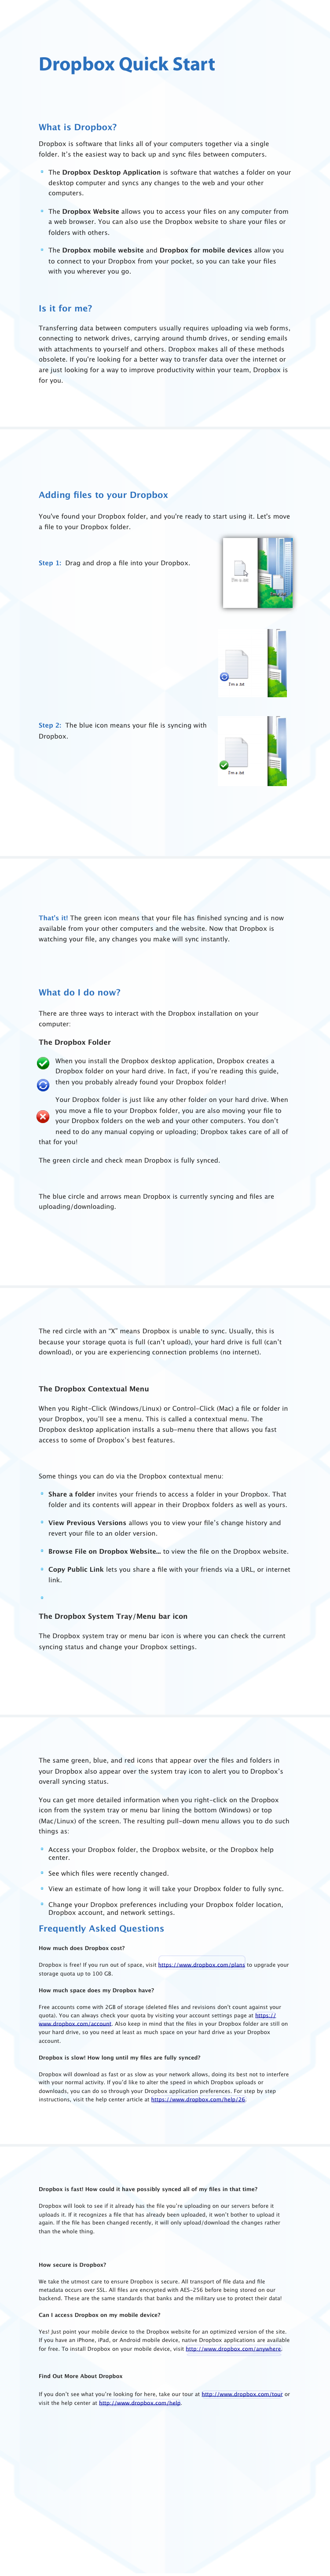 Dropbox Quick Start
What is Dropbox?
Dropbox is software that links all of your computers together via a single
folder. It's the easiest way to back up and sync files between computers.
The Dropbox Desktop Application is software that watches a folder on your
desktop computer and syncs any changes to the web and your other
computers.
The Dropbox Website allows you to access your files on any computer from
a web browser. You can also use the Dropbox website to share your files or
folders with others.
The Dropbox mobile website and Dropbox for mobile devices allow you
to connect to your Dropbox from your pocket, so you can take your files
with you wherever you go.
Is it for me?
Transferring data between computers usually requires uploading via web forms,
connecting to network drives, carrying around thumb drives, or sending emails
with attachments to yourself and others. Dropbox makes all of these methods
obsolete. If you're looking for a better way to transfer data over the internet or
are just looking for a way to improve productivity within your team, Dropbox is
for you.
Adding files to your Dropbox
You've found your Dropbox folder, and you're ready to start using it. Let's move
a file to your Dropbox folder.
Step 1: Drag and drop a file into your Dropbox.
I'm a .txt
I'm a .txt
Step 2: The blue icon means your file is syncing with
Dropbox.
I'm a .txt
That's it! The green icon means that your file has finished syncing and is now
available from your other computers and the website. Now that Dropbox is
watching your file, any changes you make will sync instantly.
What do I do now?
There are three ways to interact with the Dropbox installation on your
computer:
The Dropbox Folder
When you install the Dropbox desktop application, Dropbox creates a
Dropbox folder on your hard drive. In fact, if you're reading this guide,
then you probably already found your Dropbox folder!
Your Dropbox folder is just like any other folder on your hard drive. When
you move a file to your Dropbox folder, you are also moving your file to
your Dropbox folders on the web and your other computers. You don't
need to do any manual copying or uploading; Dropbox takes care of all of
that for you!
The green circle and check mean Dropbox is fully synced.
The blue circle and arrows mean Dropbox is currently syncing and files are
uploading/downloading.
The red circle with an "X" means Dropbox is unable to sync. Usually, this is
because your storage quota is full (can't upload), your hard drive is full (can't
download), or you are experiencing connection problems (no internet).
The Dropbox Contextual Menu
When you Right-Click (Windows/Linux) or Control-Click (Mac) a file or folder in
your Dropbox, you'll see a menu. This is called a contextual menu. The
Dropbox desktop application installs a sub-menu there that allows you fast
access to some of Dropbox's best features.
Some things you can do via the Dropbox contextual menu:
Share a folder invites your friends to access a folder in your Dropbox. That
folder and its contents will appear in their Dropbox folders as well as yours.
View Previous Versions allows you to view your file's change history and
revert your file to an older version.
Browse File on Dropbox Website... to view the file on the Dropbox website.
Copy Public Link lets you share a file with your friends via a URL, or internet
link.
The Dropbox System Tray/Menu bar icon
The Dropbox system tray or menu bar icon is where you can check the current
syncing status and change your Dropbox settings.
The same green, blue, and red icons that appear over the files and folders in
your Dropbox also appear over the system tray icon to alert you to Dropbox's
overall syncing status.
You can get more detailed information when you right-click on the Dropbox
icon from the system tray or menu bar lining the bottom (Windows) or top
(Mac/Linux) of the screen. The resulting pull-down menu allows you to do such
things as:
Access your Dropbox folder, the Dropbox website, or the Dropbox help
center.
See which files were recently changed.
View an estimate of how long it will take your Dropbox to fully sync.
Change your Dropbox preferences including your Dropbox folder location,
Dropbox account, and network settings.
Frequently Asked Questions
How much does Dropbox cost?
Dropbox is free! If you run out of space, visit https://www.dropbox.com/plans to upgrade your
storage quota up to 100 GB.
How much space does my Dropbox have?
Free accounts come with 2GB of storage (deleted files and revisions don't count against your
quota). You can always check your quota by visiting your account settings page at https://
www.dropbox.com/account. Also keep in mind that the files in your Dropbox folder are still on
your hard drive, so you need at least as much space on your hard drive as your Dropbox
account.
Dropbox is slow! How long until my files are fully synced?
Dropbox will download as fast or as slow as your network allows, doing its best not to interfere
with your normal activity. If you'd like to alter the speed in which Dropbox uploads or
downloads, you can do so through your Dropbox application preferences. For step by step
instructions, visit the help center article at https://www.dropbox.com/help/26.
Dropbox is fast! How could it have possibly synced all of my files in that time?
Dropbox will look to see if it already has the file you're uploading on our servers before it
uploads it. If it recognizes a file that has already been uploaded, it won't bother to upload it
again. If the file has been changed recently, it will only upload/download the changes rather
than the whole thing.
How secure is Dropbox?
We take the utmost care to ensure Dropbox is secure. All transport of file data and file
metadata occurs over SSL. All files are encrypted with AES-256 before being stored on our
backend. These are the same standards that banks and the military use to protect their data!
Can I access Dropbox on my mobile device?
Yes! Just point your mobile device to the Dropbox website for an optimized version of the site.
If you have an iPhone, iPad, or Android mobile device, native Dropbox applications are available
for free. To install Dropbox on your mobile device, visit http://www.dropbox.com/anywhere.
Find Out More About Dropbox
If you don't see what you're looking for here, take our tour at http://www.dropbox.com/tour or
visit the help center at http://www.dropbox.com/help.